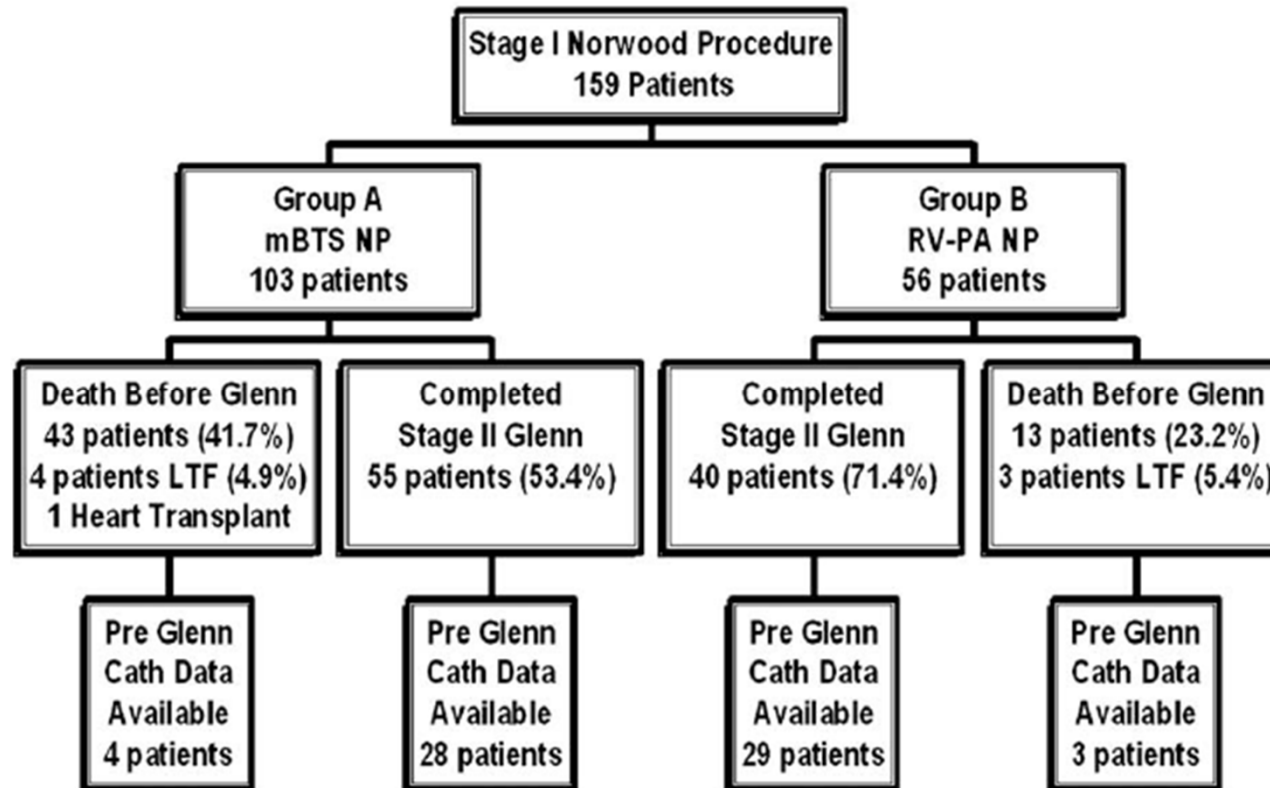 Stage I Norwood Procedure
159 Patients
Group A
mBTS NP
103 patients
Group B
RV-PA NP
56 patients
Death Before Glenn
43 patients (41.7%)
4 patients LTF (4.9%)
1 Heart Transplant
Completed
Stage II Glenn
55 patients (53.4%)
Completed
Stage II Glenn
40 patients (71.4%)
Death Before Glenn
13 patients (23.2%)
3 patients LTF (5.4%)
Pre Glenn
Cath Data
Available
4 patients
Pre Glenn
Cath Data
Available
28 patients
Pre Glenn
Cath Data
Available
29 patients
Pre Glenn
Cath Data
Available
3 patients